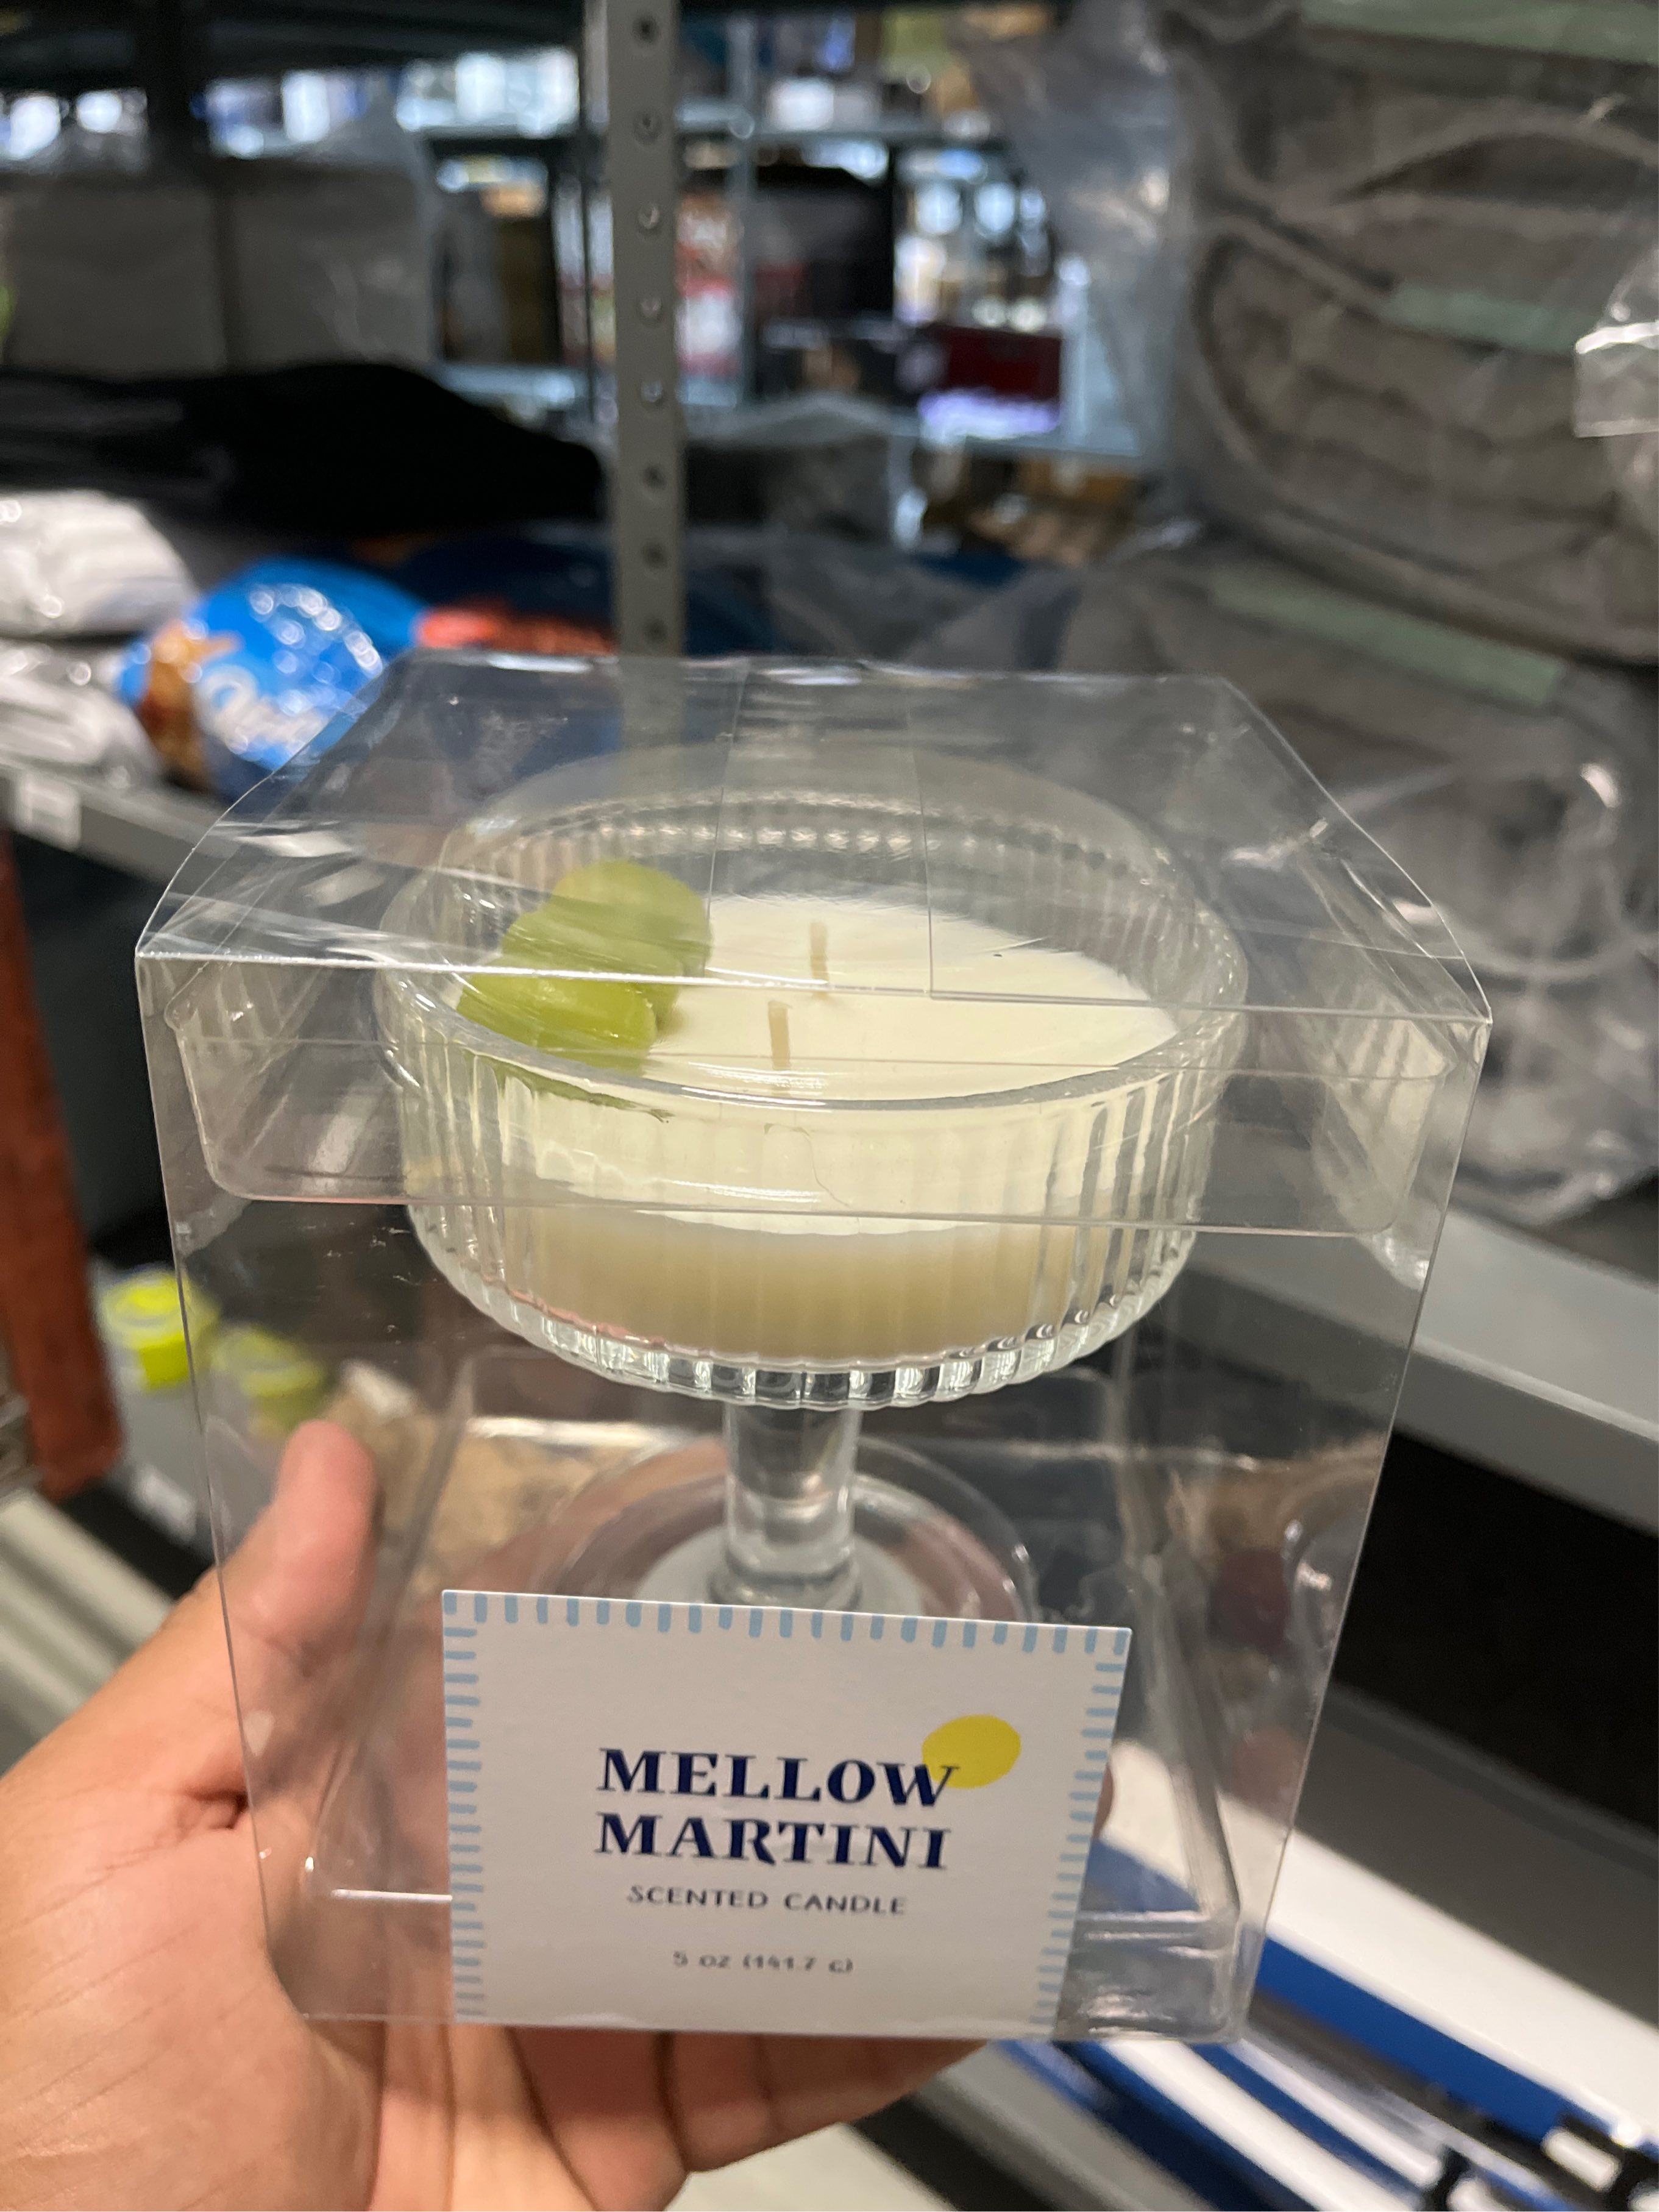 MELLOW
MARTINI
SCENTED CANDLE
5 oz (141.7 g)